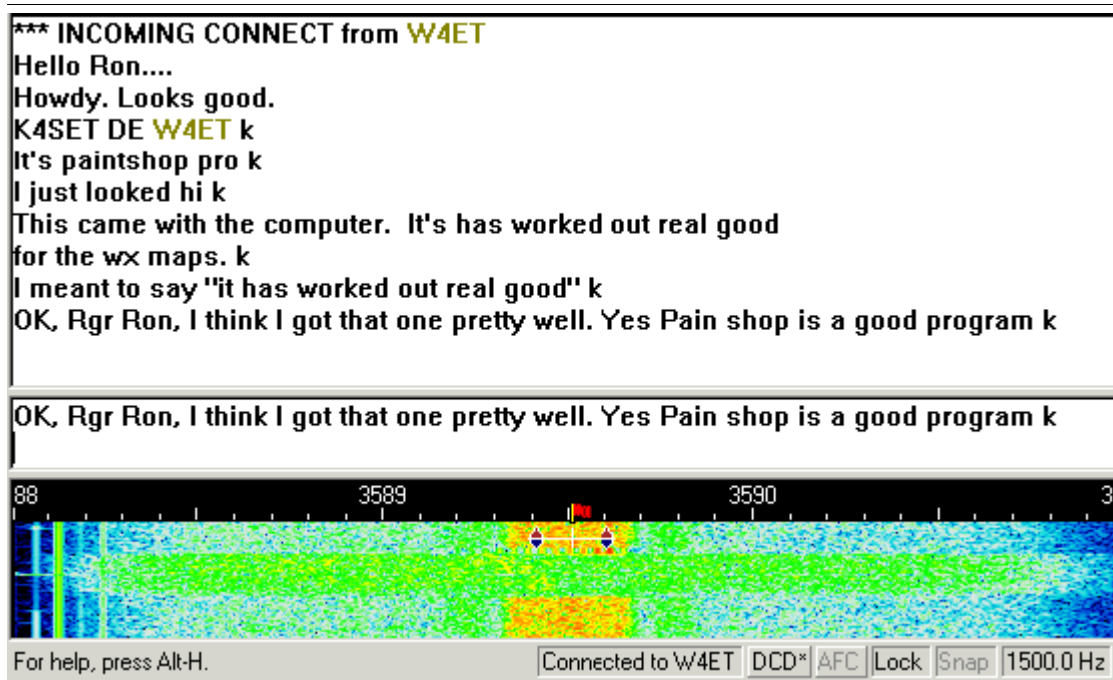 *** INCOMING CONNECT from W4ET
Hello Ron....
Howdy. Looks good.
K4SET DE W4ET k
It's paintshop pro k
I just looked hi k
This came with the computer.  It's has worked out real good
for the wx maps. k
I meant to say "it has worked out real good" k
OK, Rgr Ron, I think I got that one pretty well. Yes Pain shop is a good program k
OK, Rgr Ron, I think I got that one pretty well. Yes Pain shop is a good program k
88 3589 3590 3
For help, press Alt-H. Connected to W4ET DCD* AFC Lock Snap 1500.0 Hz